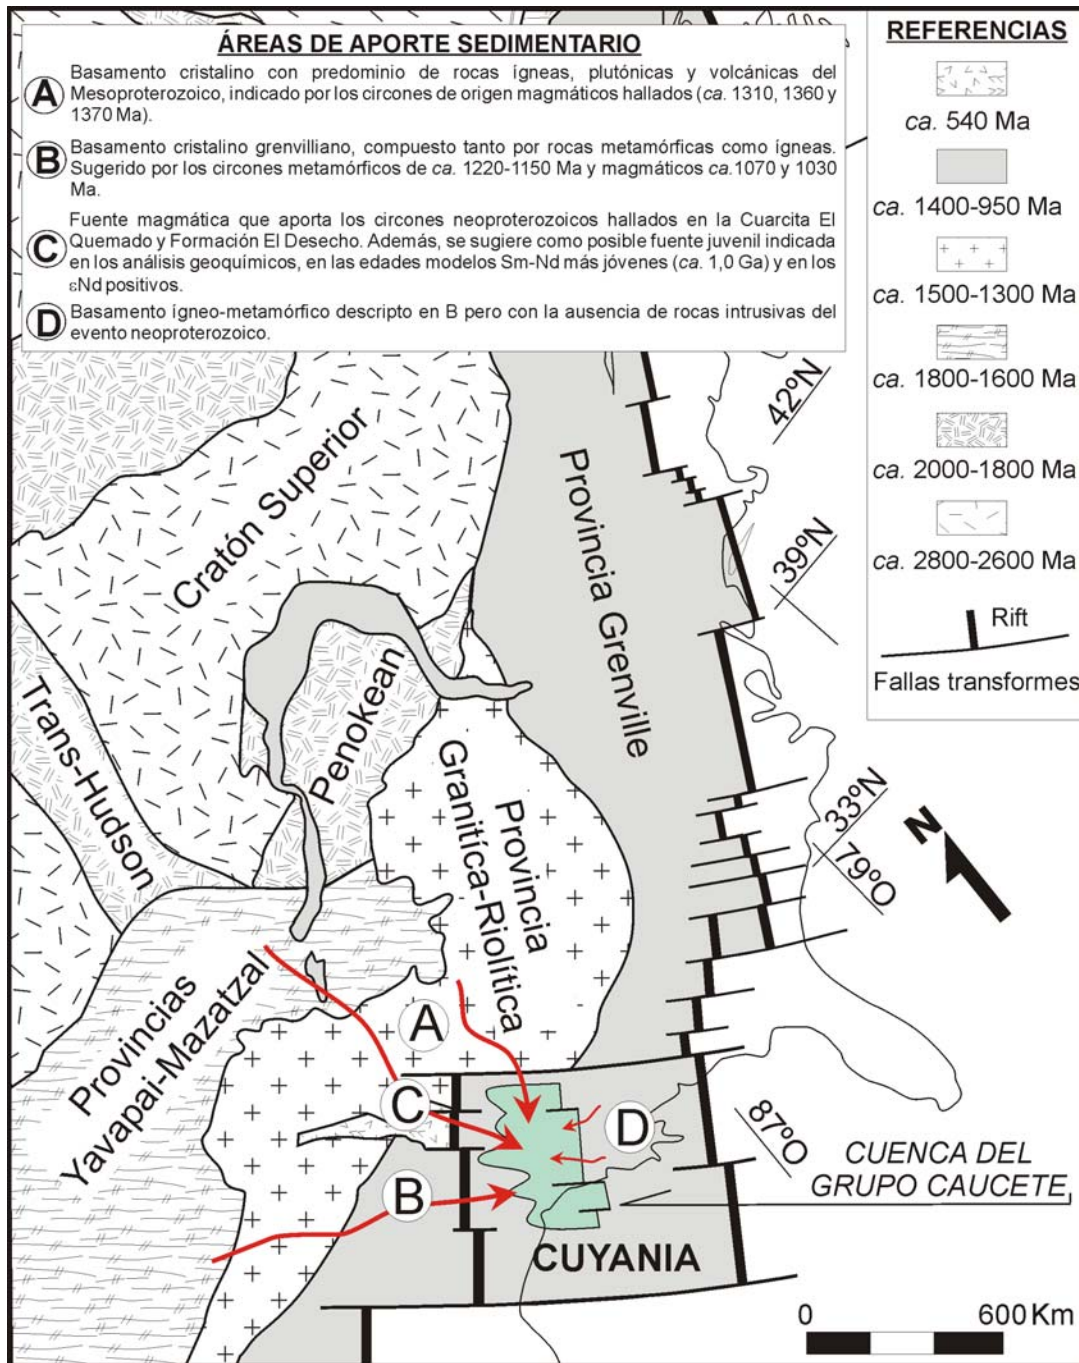 ÁREAS DE APORTE SEDIMENTARIO
A
Basamento cristalino con predominio de rocas ígneas, plutónicas y volcánicas del
Mesoproterozoico, indicaco por los circones de origen magmáticos hallados (ca. 1310, 1360 y
1370 Ma).
B
Basamento cristalino grenvilliano, compuesto tanto por rocas metamórficas como ígneas.
Sugerido por los circones metamórficos de ca. 1220-1150 Ma y magmáticos ca.1070 y 1030
Ma.
C
Fuente magmática que aporta los circones neoproterozoicos hallados en la Cuarcita El
Quemado y Formación El Desecho. Además, se sugiere como posible fuente juvenil indicada
en los análisis geoquímicos, en las edades modelos Sm-Nd más jóvenes (ca. 1,0 Ga) y en los
εNd positivos.
D
Basamento ígneo-metamórfico descripto en B pero con la ausencia de rocas intrusivas del
evento neoproterozoico.
REFERENCIAS
ca. 540 Ma
ca. 1400-950 Ma
ca. 1500-1300 Ma
ca. 1800-1600 Ma
ca. 2000-1800 Ma
ca. 2800-2600 Ma
Rift
Fallas transformes
42ºN
39ºN
33ºN
79ºO
87ºO
N
Cratón Superior
Provincia Grenville
Penokean
Trans-Hudson
Provincia
Granitíca-Riolítica
Provincias
Yavapai-Mazatzal
A
C
B
D
CUENCA DEL
GRUPO CAUCETE
CUYANIA
0 600 Km